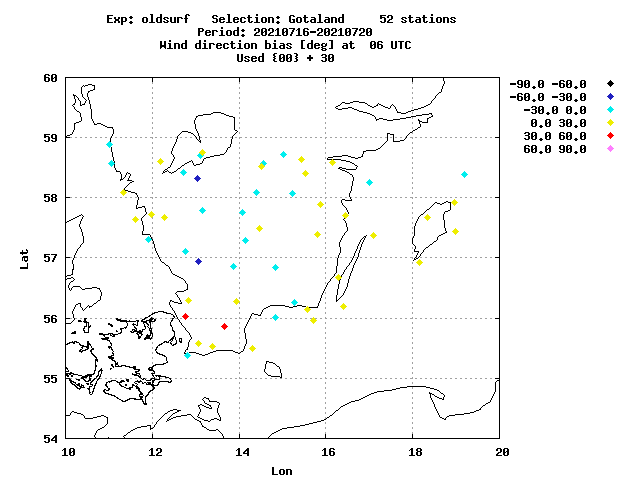 Exp: oldsurf Selection: Gotaland 52 stations
Period: 20210716-20210720
Wind direction bias [deg] at 06 UTC
Used {00} + 30
-90.0 -60.0
-60.0 -30.0
-30.0 0.0
0.0 30.0
30.0 60.0
60.0 90.0
60
59
58
57
56
55
54
Lat
10 12 14 16 18 20
Lon